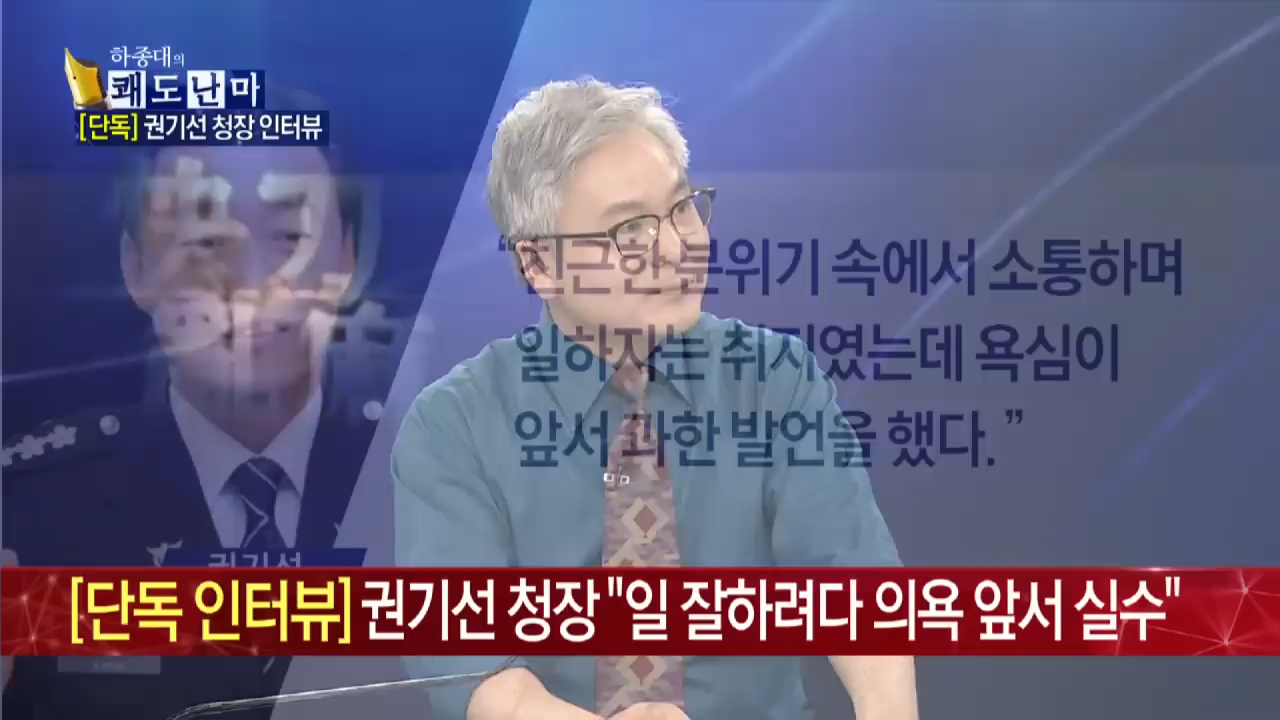 하종대의
쾌도난마
[단독] 권기선 청장 인터뷰
“친근한 분위기 속에서 소통하며
일하자는 취지였는데 욕심이
앞서 과한 발언을 했다.”
권기선
[단독 인터뷰] 권기선 청장 "일 잘하려다 의욕 앞서 실수"